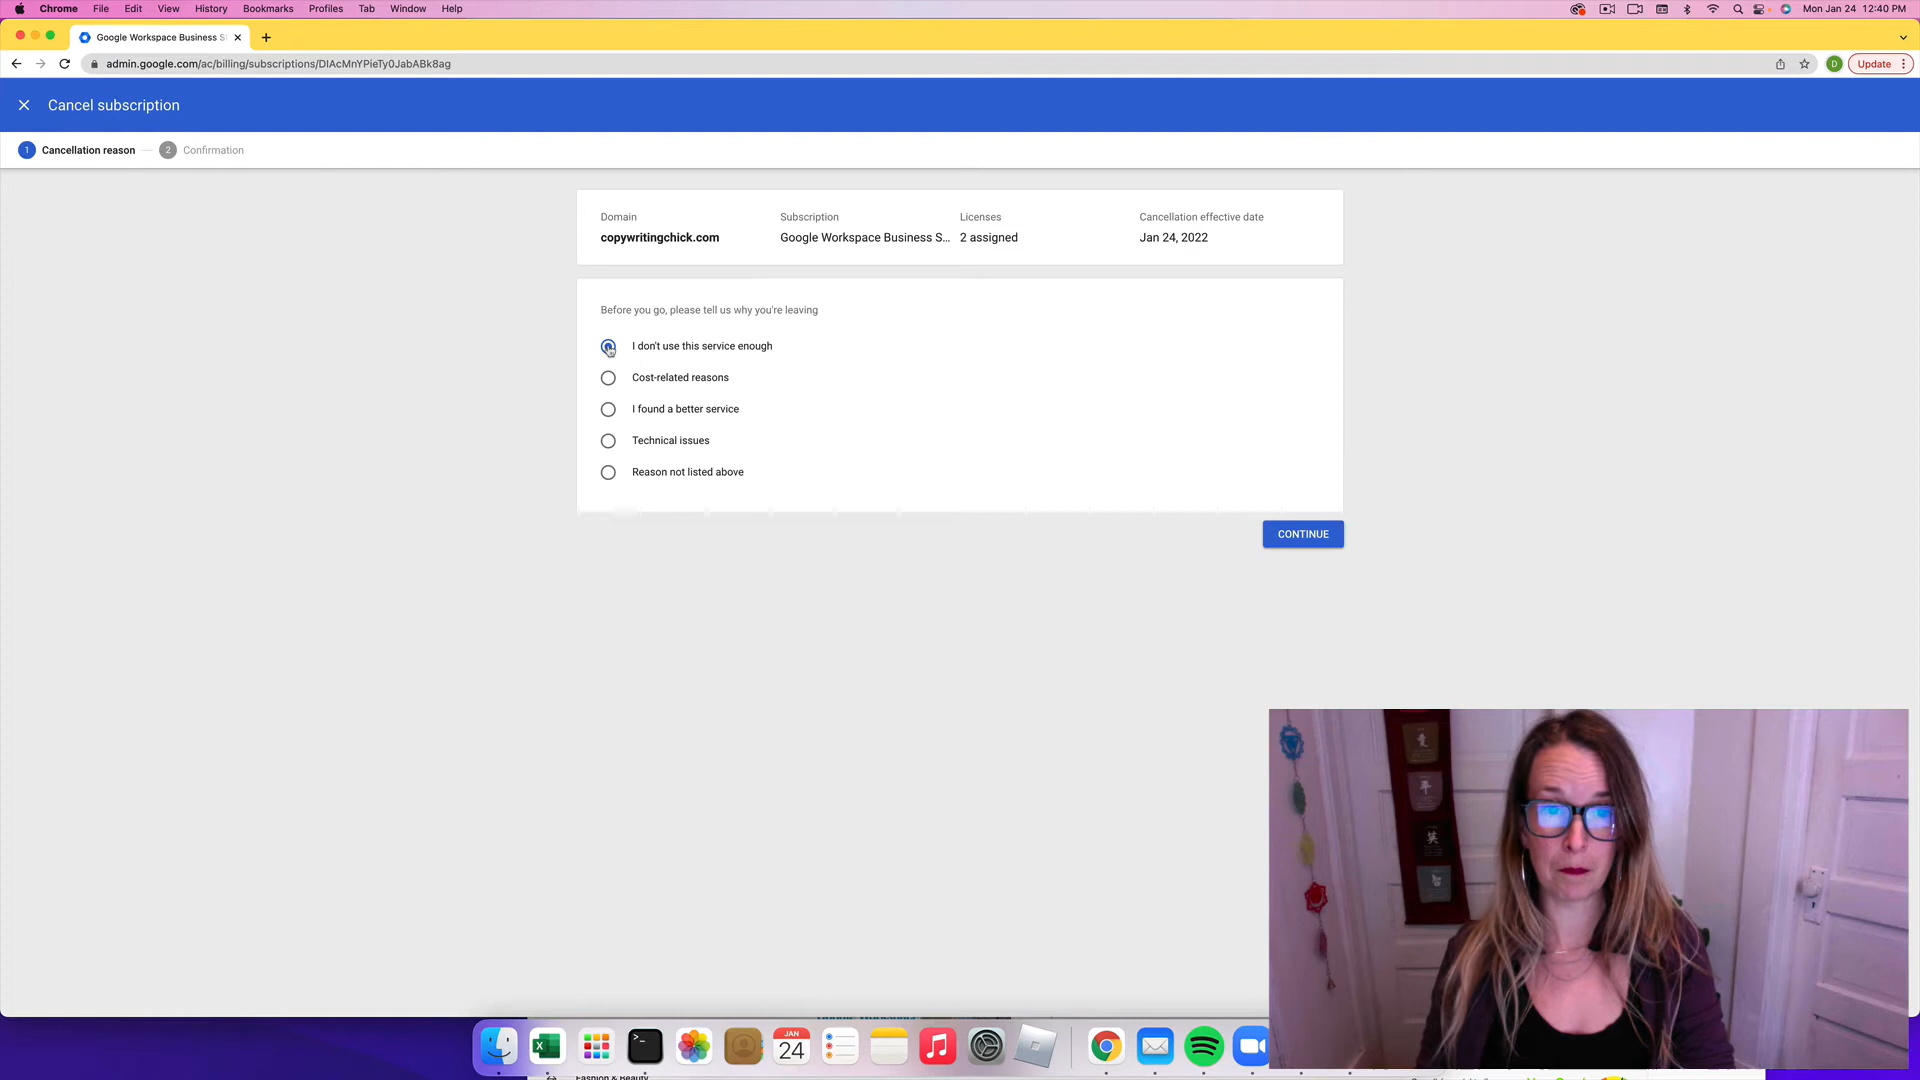 Chrome File Edit View History Bookmarks Profiles Tab Window Help Mon Jan 24 12:40 PM
Google Workspace Business S
admin.google.com/ac/billing/subscriptions/DIAcMnYPieTy0JabABk8ag D Update
Cancel subscription
1 Cancellation reason 2 Confirmation
Domain Subscription Licenses Cancellation effective date
copywritingchick.com Google Workspace Business S... 2 assigned Jan 24, 2022
Before you go, please tell us why you're leaving
I don't use this service enough
Cost-related reasons
I found a better service
Technical issues
Reason not listed above
CONTINUE
JAN
24
Fashion & Beauty